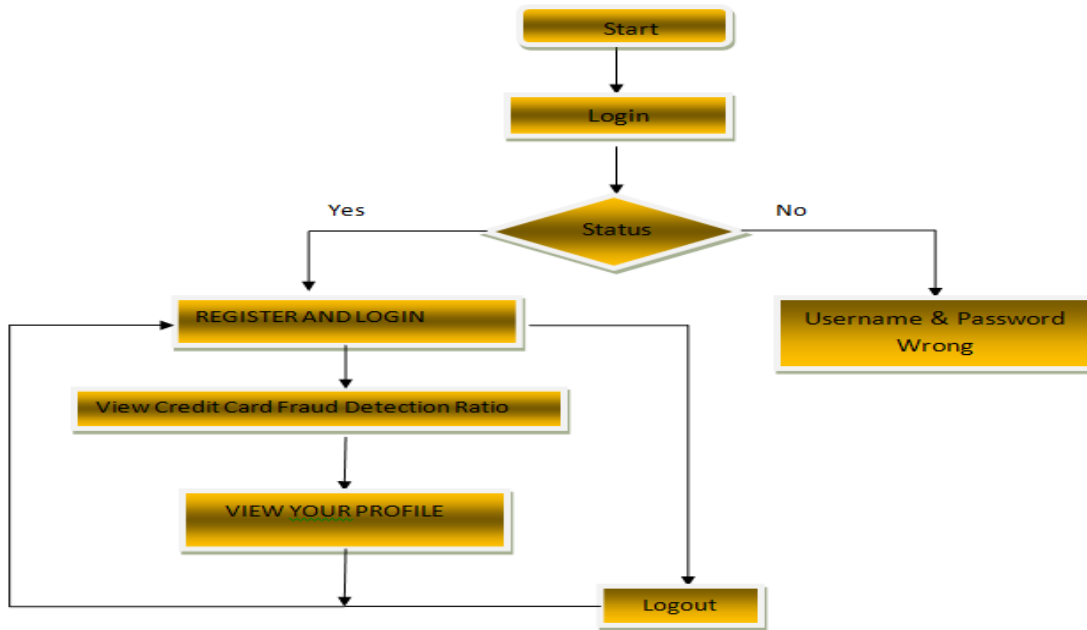 Start
Login
Yes
No
Status
REGISTER AND LOGIN
Username & Password
Wrong
View Credit Card Fraud Detection Ratio
VIEW YOUR PROFILE
Logout